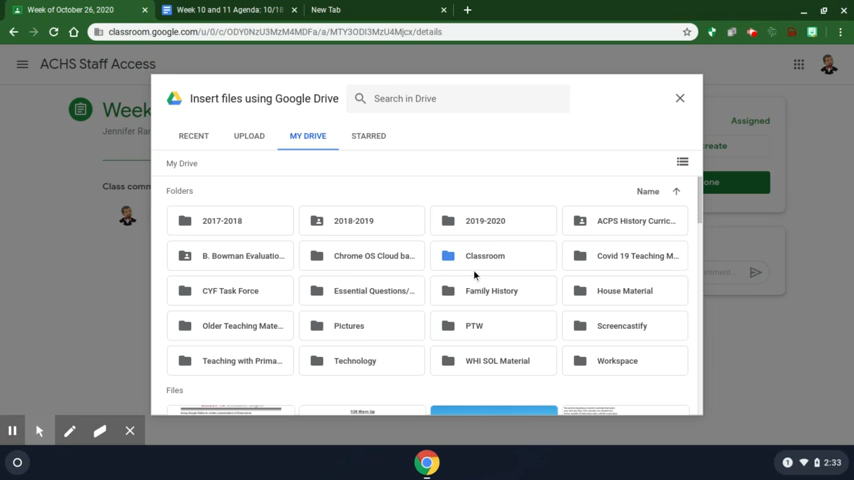 Week of October 26, 2020
Week 10 and 11 Agenda: 10/18
New Tab
classroom.google.com/u/0/c/ODY0NzU3MzM4MDFa/a/MTY3ODI3MzU4Mjcx/details
ACHS Staff Access
Insert files using Google Drive
Search in Drive
Week
Jennifer Ra
Assigned
RECENT
UPLOAD
MY DRIVE
STARRED
create
My Drive
one
Class comm
Folders
Name
2017-2018
2018-2019
2019-2020
ACPS History Curric...
B. Bowman Evaluatio...
Chrome OS Cloud ba...
Classroom
Covid 19 Teaching M...
omment...
CYF Task Force
Essential Questions/...
Family History
House Material
Older Teaching Mate...
Pictures
PTW
Screencastify
Teaching with Prima...
Technology
WHI SOL Material
Workspace
Files
1
2:33